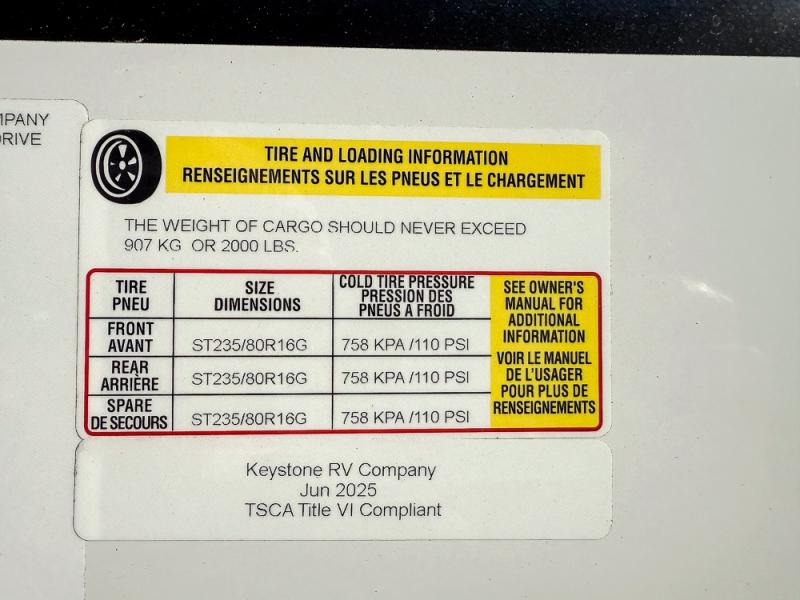 MPANY
DRIVE
TIRE AND LOADING INFORMATION
RENSEIGNEMENTS SUR LES PNEUS ET LE CHARGEMENT
THE WEIGHT OF CARGO SHOULD NEVER EXCEED
907 KG OR 2000 LBS.
TIRE PNEU
SIZE DIMENSIONS
COLD TIRE PRESSURE
PRESSION DES
PNEUS A FROID
FRONT
AVANT ST235/80R16G 758 KPA /110 PSI
REAR
ARRIÈRE ST235/80R16G 758 KPA /110 PSI
SPARE
DE SECOURS ST235/80R16G 758 KPA /110 PSI
SEE OWNER'S
MANUAL FOR
ADDITIONAL
INFORMATION
VOIR LE MANUEL
DE L'USAGER
POUR PLUS DE
RENSEIGNEMENTS
Keystone RV Company
Jun 2025
TSCA Title VI Compliant